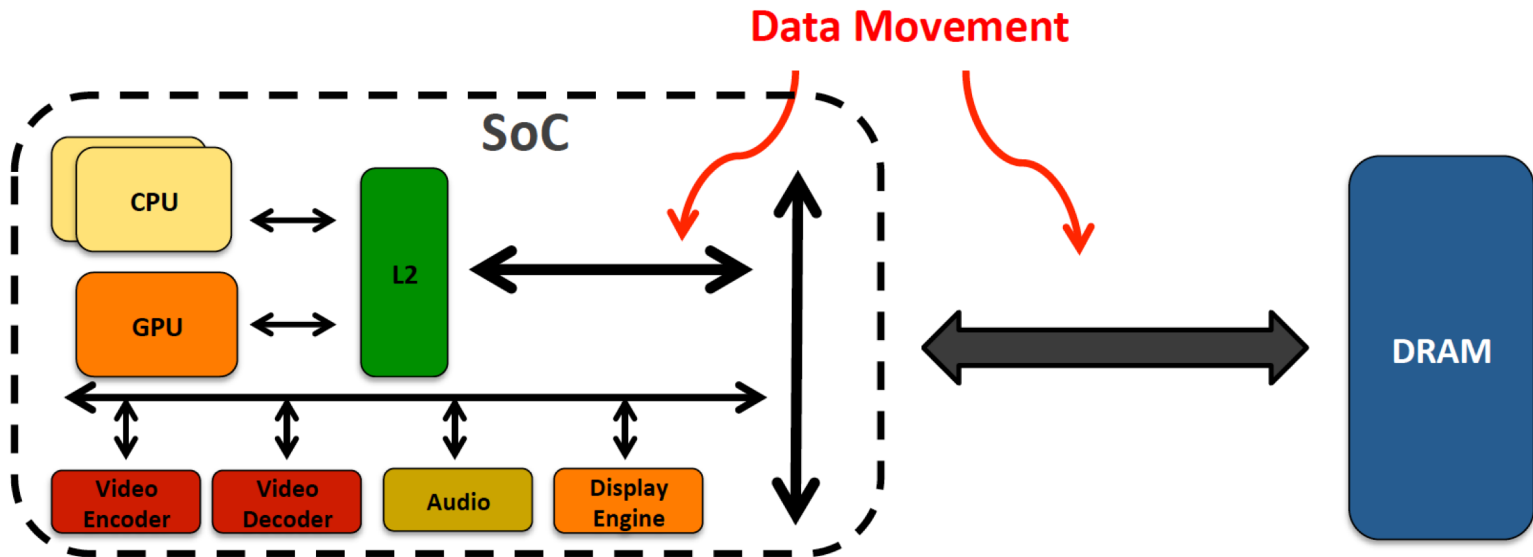 Data Movement
SoC
CPU
L2
GPU
DRAM
Video
Encoder
Video
Decoder
Audio
Display
Engine